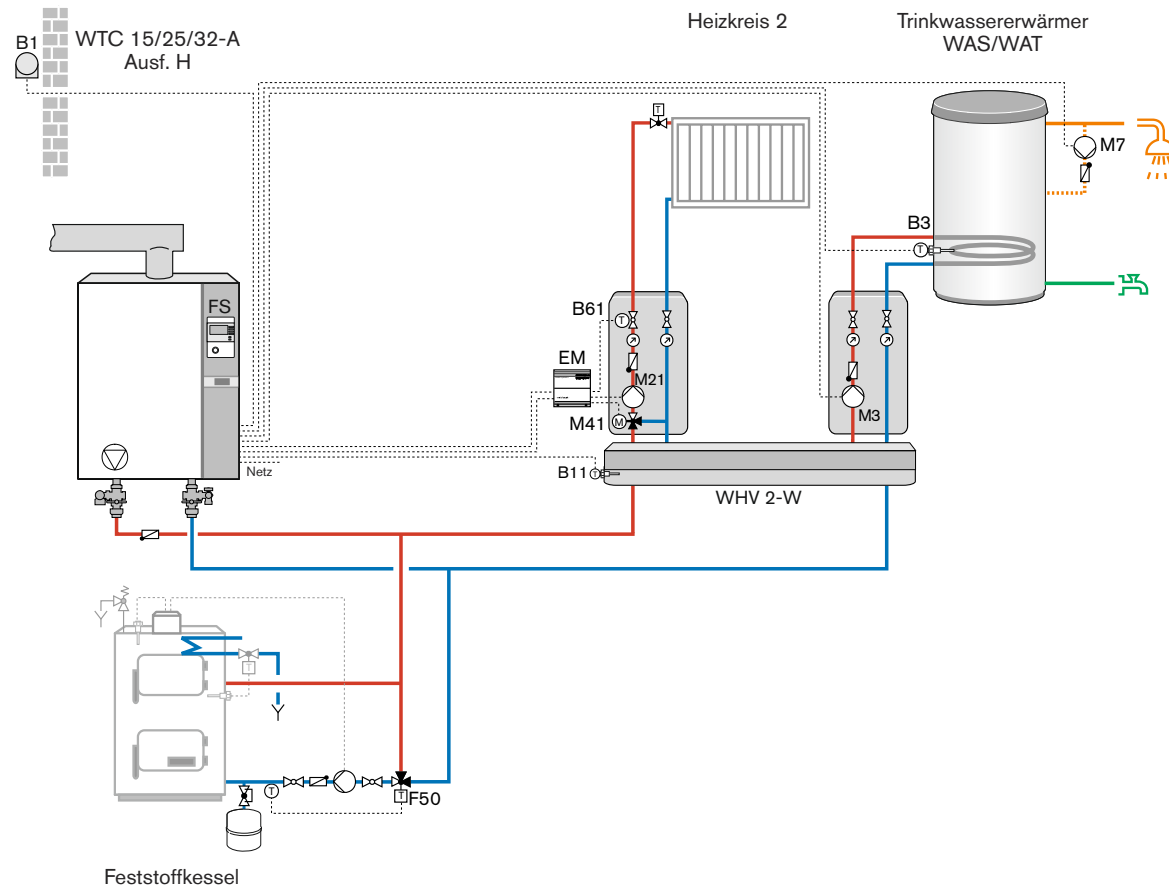 Heizkreis 2
Trinkwassererwärmer
WAS/WAT
B1
WTC 15/25/32-A
Ausf. H
T
M7
B3
T
FS
B61
T
EM
M21
M41
M
M3
Netz
B11
T
WHV 2-W
T
T
T
F50
Feststoffkessel